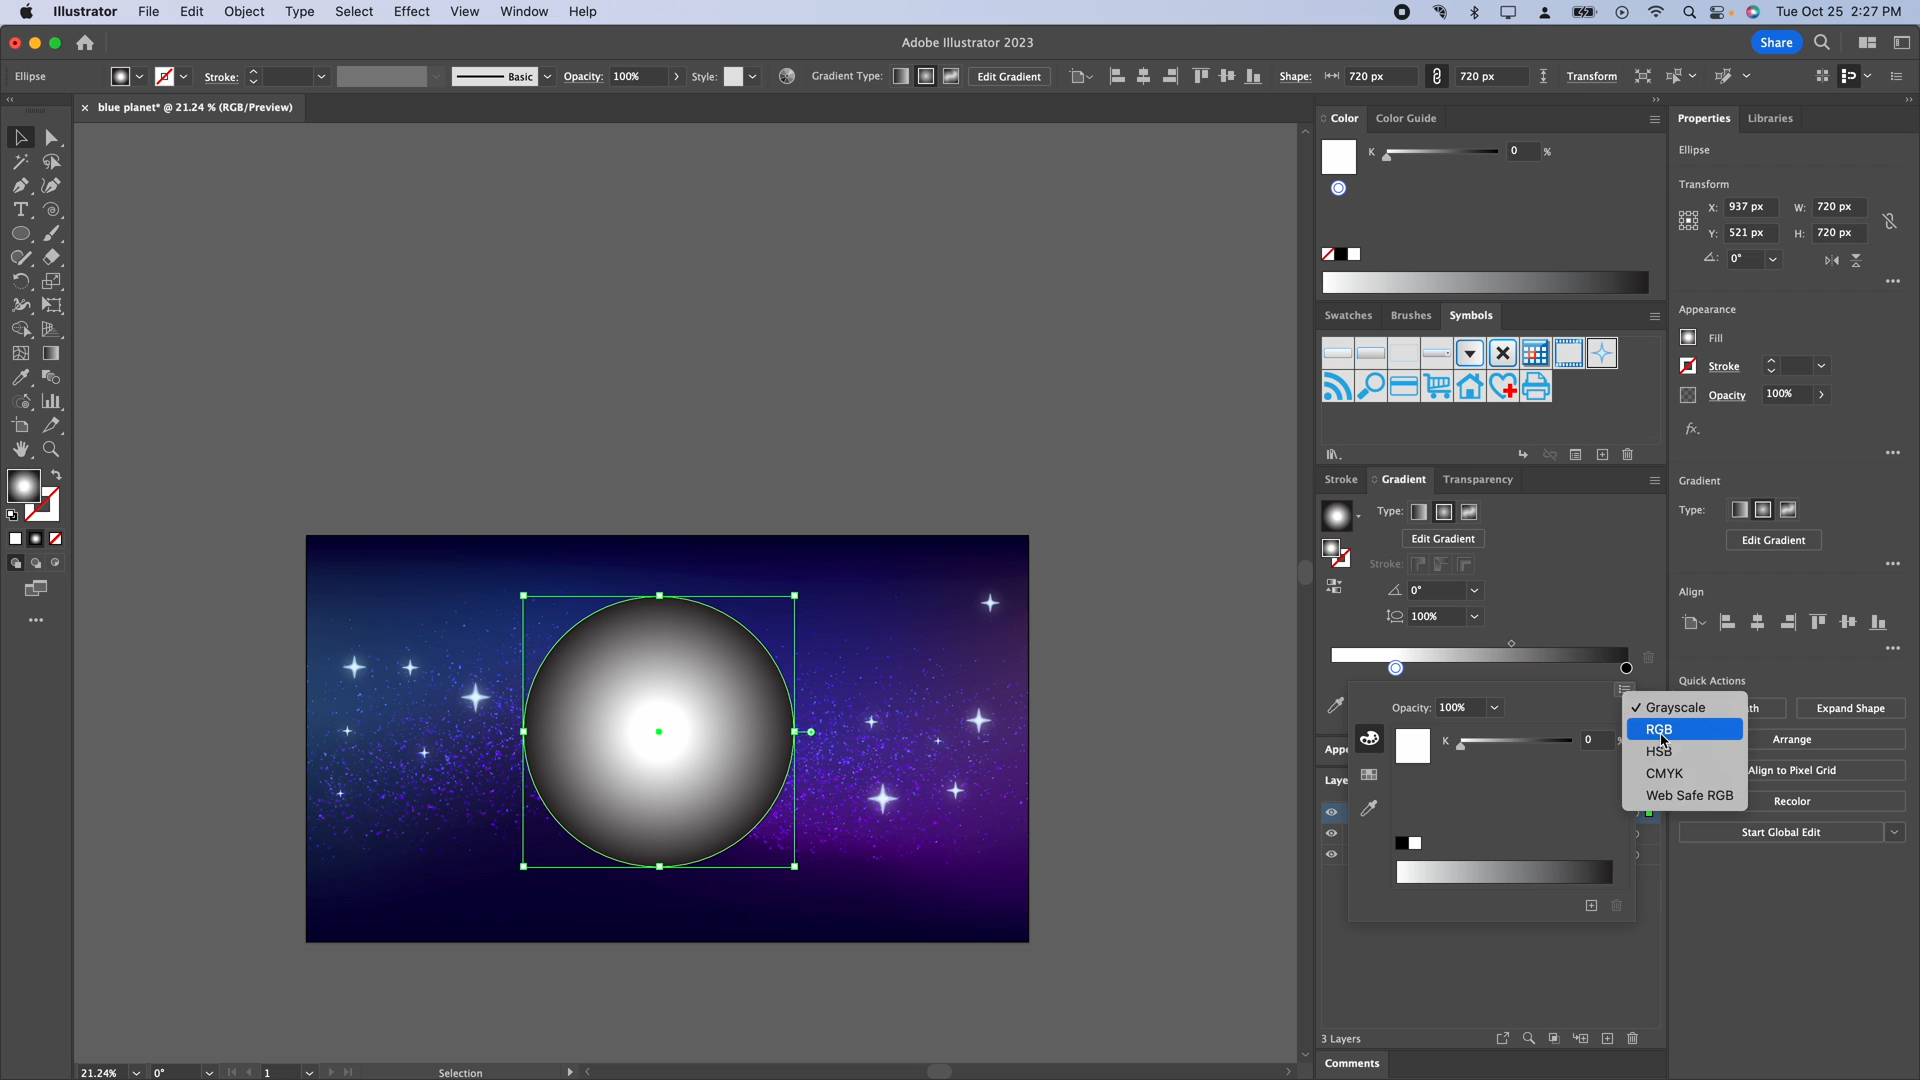 Illustrator File Edit Object Type Select Effect View Window Help Tue Oct 25 2:27 PM
Adobe Illustrator 2023 Share
Ellipse Stroke: Basic Opacity: 100% Style: Gradient Type: Edit Gradient Shape: 720 px 720 px Transform
× blue planet* @ 21.24 % (RGB/Preview)
Color Color Guide
K 0 %
Swatches Brushes Symbols
Stroke Gradient Transparency
Type:
Edit Gradient
Stroke:
0°
100%
Opacity: 100%
K 0 %
Appe
Laye
Grayscale
RGB
HSB
CMYK
Web Safe RGB
3 Layers
Comments
Properties Libraries
Ellipse
Transform
X: 937 px W: 720 px
Y: 521 px H: 720 px
0°
Appearance
Fill
Stroke
Opacity 100%
fx.
Gradient
Type:
Edit Gradient
Align
Quick Actions
th Expand Shape
Arrange
Align to Pixel Grid
Recolor
Start Global Edit
21.24% 0° 1 Selection